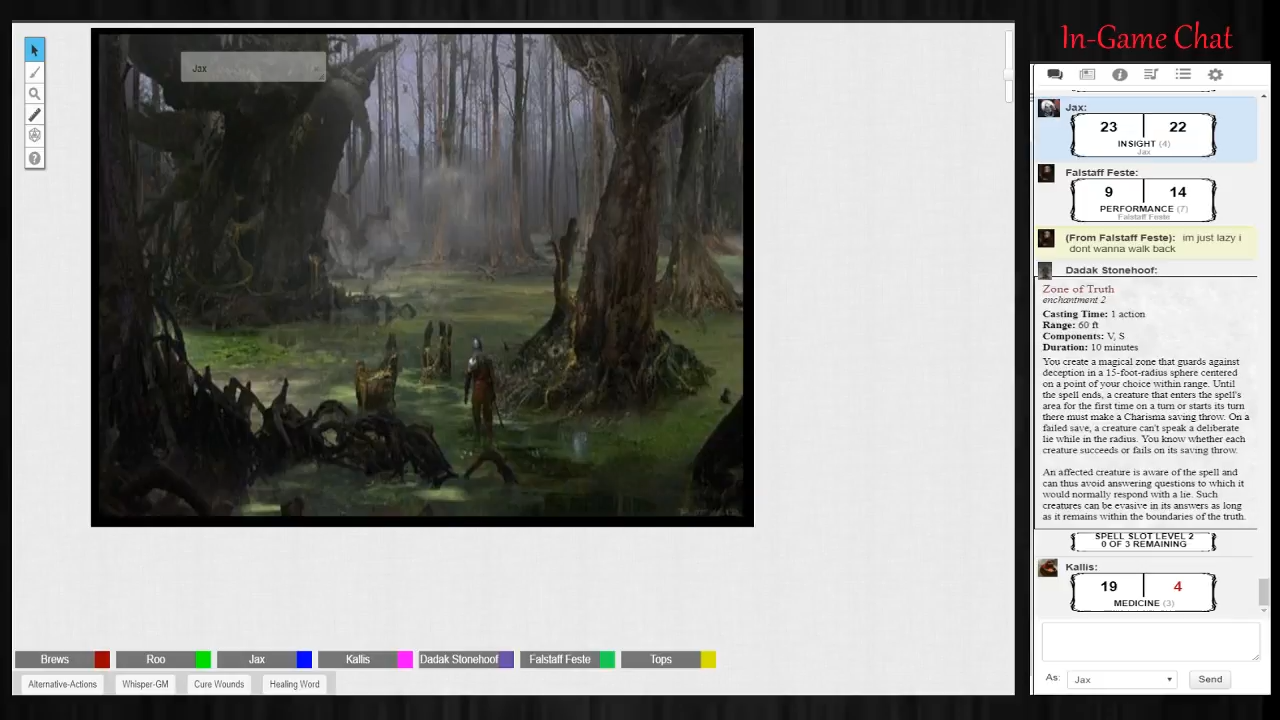 In-Game Chat
Jax
Jax:
23 22
INSIGHT (4)
Jax
Falstaff Feste:
9 14
PERFORMANCE (7)
Falstaff Feste
(From Falstaff Feste): im just lazy i
dont wanna walk back
Dadak Stonehoof:
Zone of Truth
enchantment 2
Casting Time: 1 action
Range: 60 ft
Components: V, S
Duration: 10 minutes
You create a magical zone that guards against
deception in a 15-foot-radius sphere centered
on a point of your choice within range. Until
the spell ends, a creature that enters the spell's
area for the first time on a turn or starts its turn
there must make a Charisma saving throw. On a
failed save, a creature can't speak a deliberate
lie while in the radius. You know whether each
creature succeeds or fails on its saving throw.
An affected creature is aware of the spell and
can thus avoid answering questions to which it
would normally respond with a lie. Such
creatures can be evasive in its answers as long
as it remains within the boundaries of the truth.
SPELL SLOT LEVEL 2
0 OF 3 REMAINING
Kallis:
19 4
MEDICINE (3)
As: Jax Send
Brews Roo Jax Kallis Dadak Stonehoof Falstaff Feste Tops
Alternative-Actions Whisper-GM Cure Wounds Healing Word